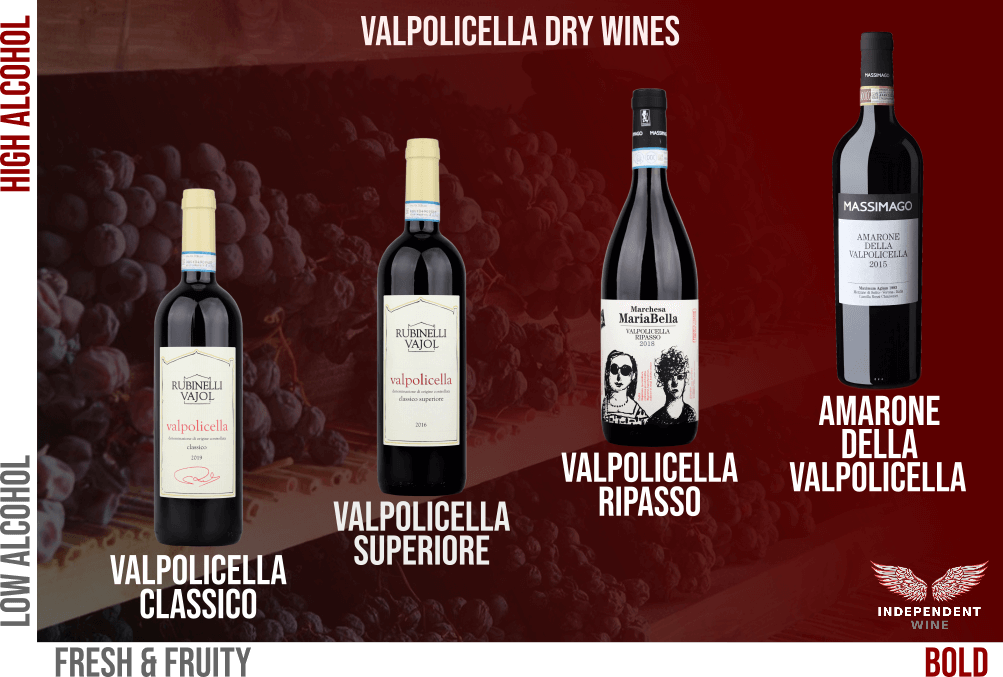 VALPOLICELLA DRY WINES
HIGH ALCOHOL
LOW ALCOHOL
MASSIMAGO
MASSIMAGO
AMARONE
DELLA
VALPOLICELLA
2015
Marchesa
MariaBella
VALPOLICELLA
RIPASSO
2018
RUBINELLI
VAJOL
valpolicella
classico superiore
2016
RUBINELLI
VAJOL
valpolicella
classico
2019
AMARONE
DELLA
VALPOLICELLA
VALPOLICELLA
RIPASSO
VALPOLICELLA
SUPERIORE
VALPOLICELLA
CLASSICO
INDEPENDENT
WINE
FRESH & FRUITY
BOLD